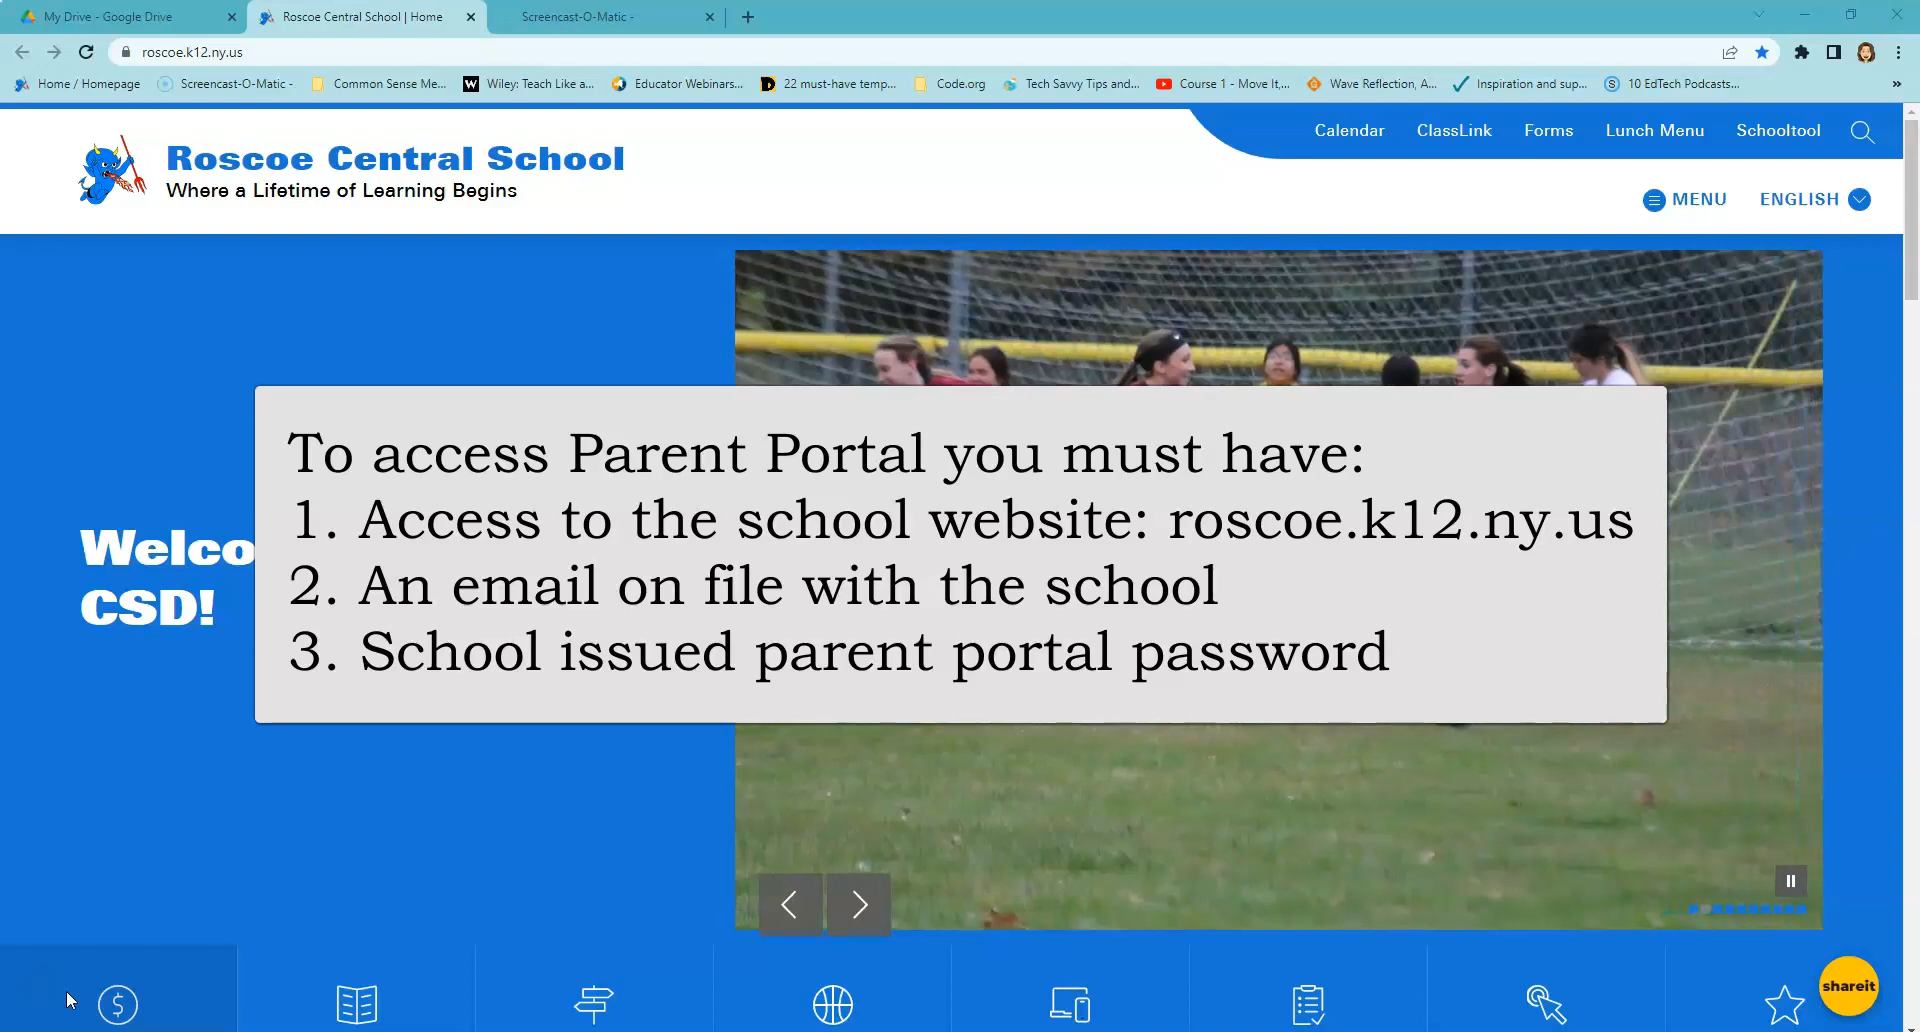 My Drive - Google Drive
Roscoe Central School | Home
Screencast-O-Matic -
roscoe.k12.ny.us
Home / Homepage
Screencast-O-Matic -
Common Sense Me...
Wiley: Teach Like a...
Educator Webinars...
22 must-have temp...
Code.org
Tech Savvy Tips and...
Course 1 - Move It,...
Wave Reflection, A...
Inspiration and sup...
10 EdTech Podcasts...
Calendar
ClassLink
Forms
Lunch Menu
Schooltool
Roscoe Central School
Where a Lifetime of Learning Begins
MENU
ENGLISH
To access Parent Portal you must have:
1. Access to the school website: roscoe.k12.ny.us
2. An email on file with the school
3. School issued parent portal password
Welco
CSD!
shareit